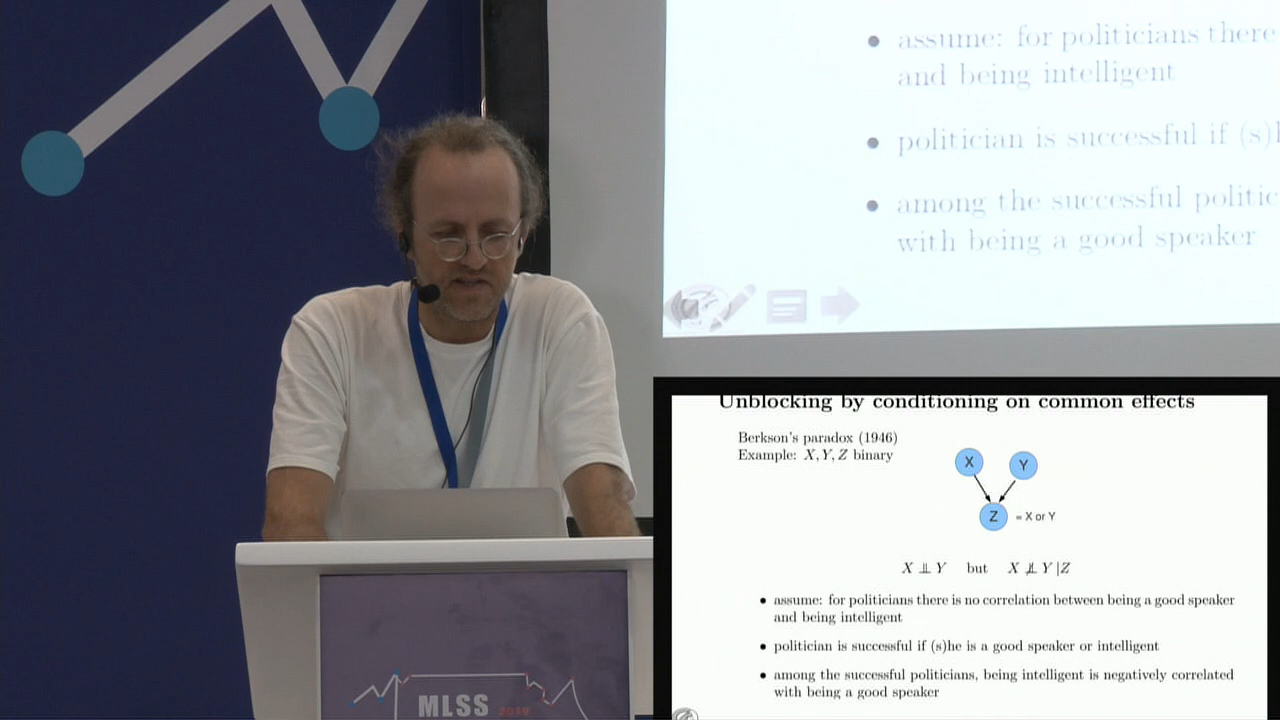 assume: for politicians there
and being intelligent
politician is successful if (s)
among the successful politic
with being a good speaker
Unblocking by conditioning on common effects
Berkson's paradox (1946)
Example: X, Y, Z binary
X
Y
Z = X or Y
X ⫫ Y but X ⫫̸ Y |Z
• assume: for politicians there is no correlation between being a good speaker
and being intelligent
• politician is successful if (s)he is a good speaker or intelligent
• among the successful politicians, being intelligent is negatively correlated
with being a good speaker
MLSS 2019